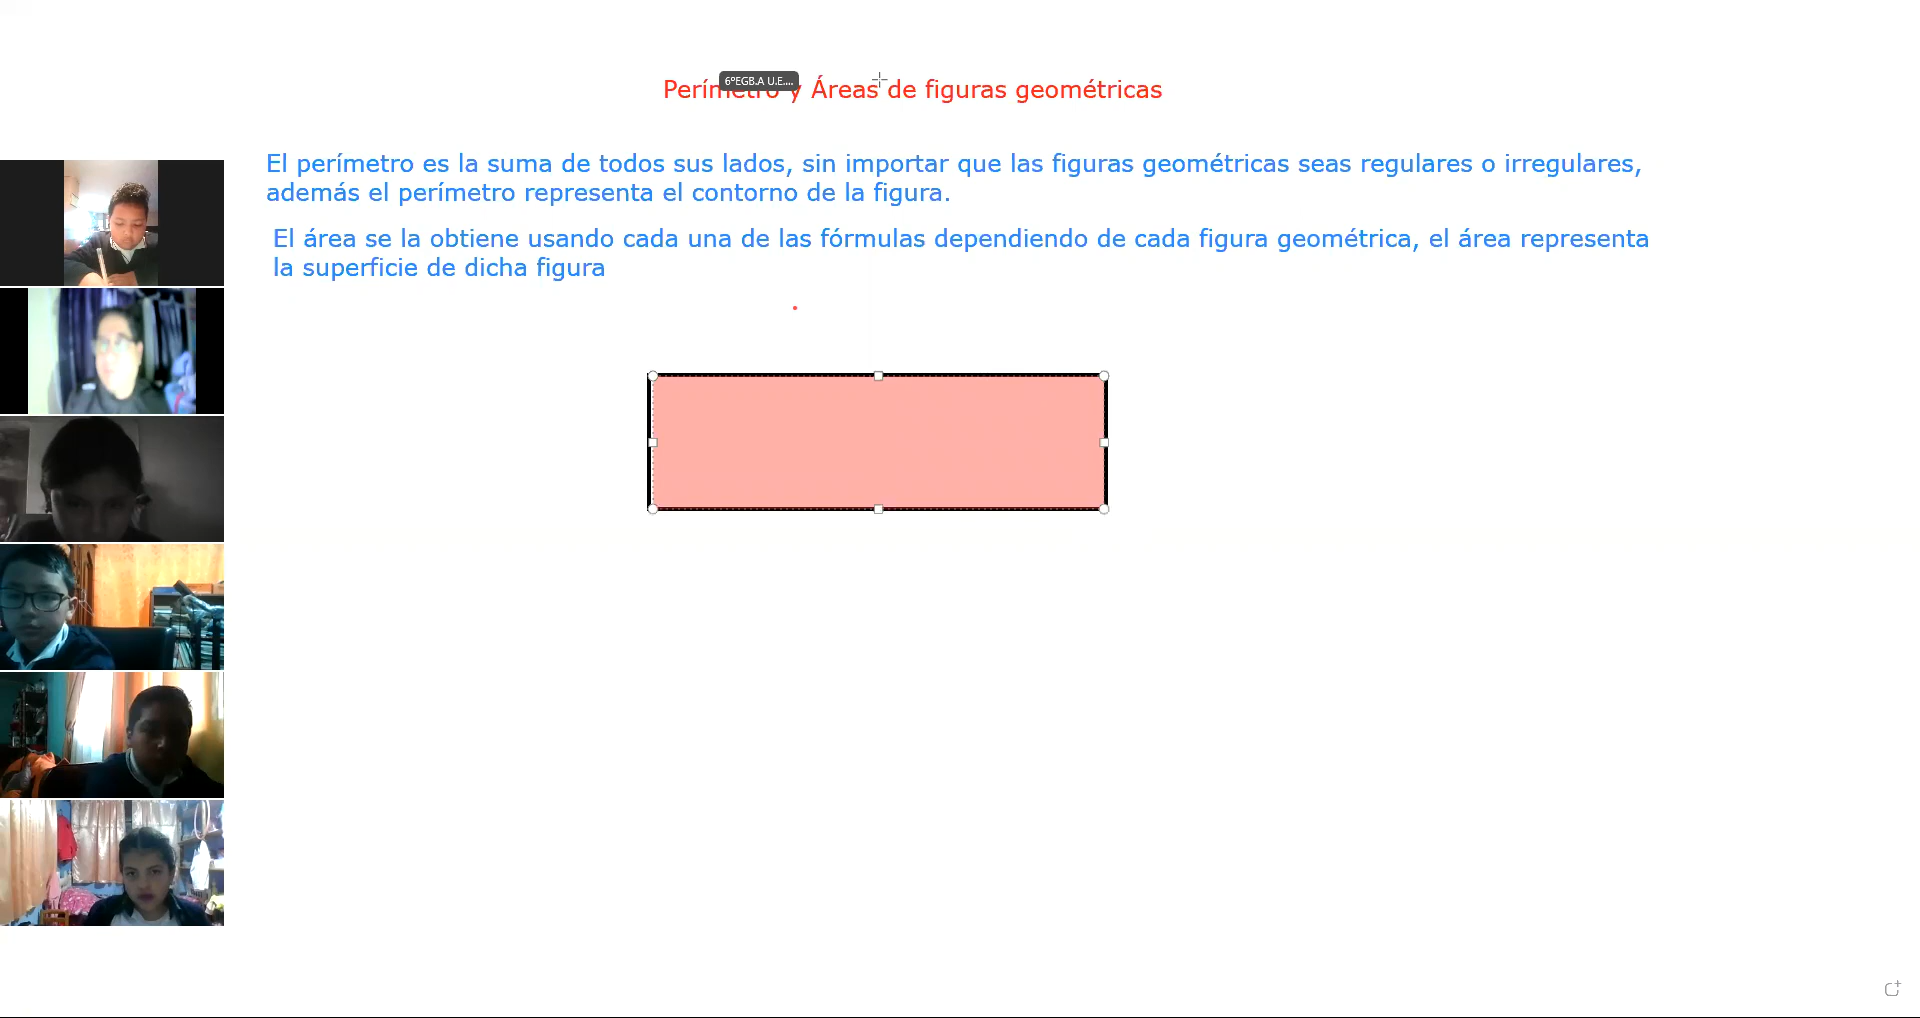 6°EGB.A U.E....
Perímetro y Áreas de figuras geométricas
El perímetro es la suma de todos sus lados, sin importar que las figuras geométricas seas regulares o irregulares,
además el perímetro representa el contorno de la figura.
El área se la obtiene usando cada una de las fórmulas dependiendo de cada figura geométrica, el área representa
la superficie de dicha figura